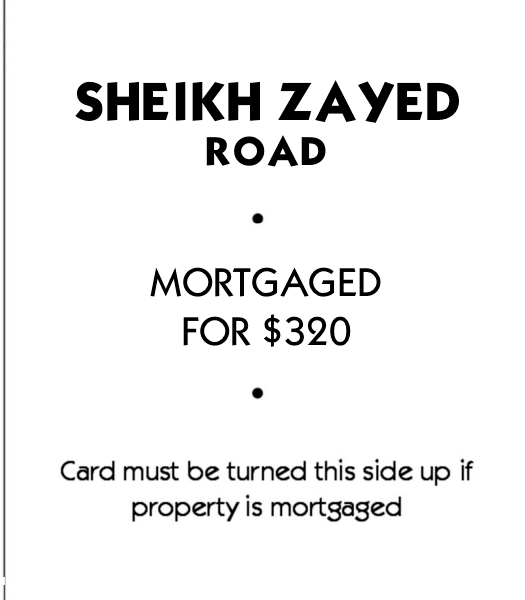 SHEIKH ZAYED
ROAD
•
MORTGAGED
FOR $320
•
Card must be turned this side up if
property is mortgaged